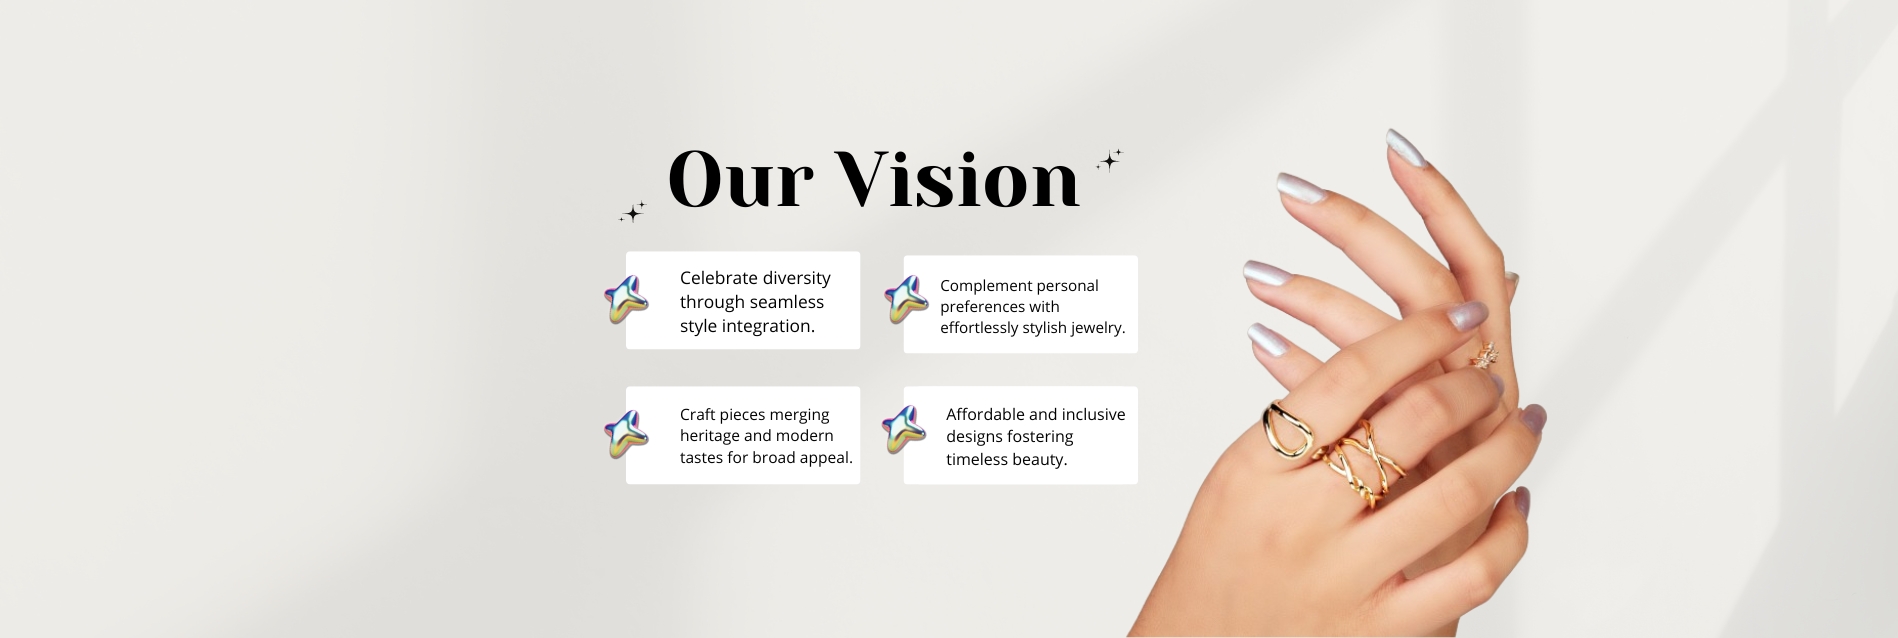 Our Vision
Celebrate diversity
through seamless
style integration.
Complement personal
preferences with
effortlessly stylish jewelry.
Craft pieces merging
heritage and modern
tastes for broad appeal.
Affordable and inclusive
designs fostering
timeless beauty.